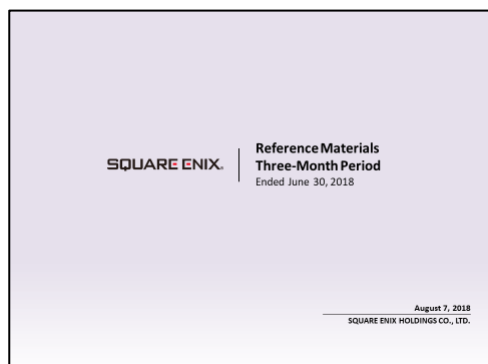 SQUARE ENIX.
Reference Materials
Three-Month Period
Ended June 30, 2018
August 7, 2018
SQUARE ENIX HOLDINGS CO., LTD.